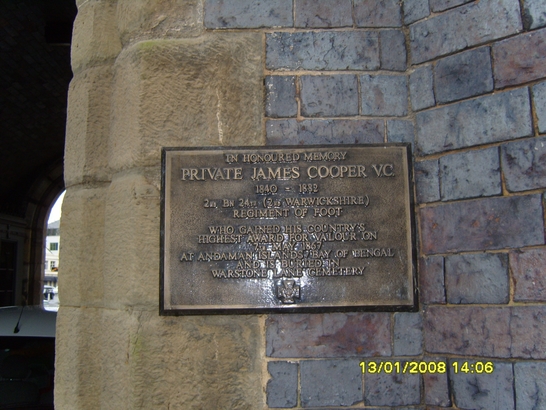 IN HONOURED MEMORY
PRIVATE JAMES COOPER V.C.
1840 = 1882
2ND BN 24TH (2ND WARWICKSHIRE)
REGIMENT OF FOOT
WHO GAINED HIS COUNTRY'S
HIGHEST AWARD FOR VALOUR ON
7TH MAY 1867
AT ANDAMAN ISLANDS, BAY OF BENGAL
AND IS BURIED IN
WARSTONE LANE CEMETERY
13/01/2008 14:06